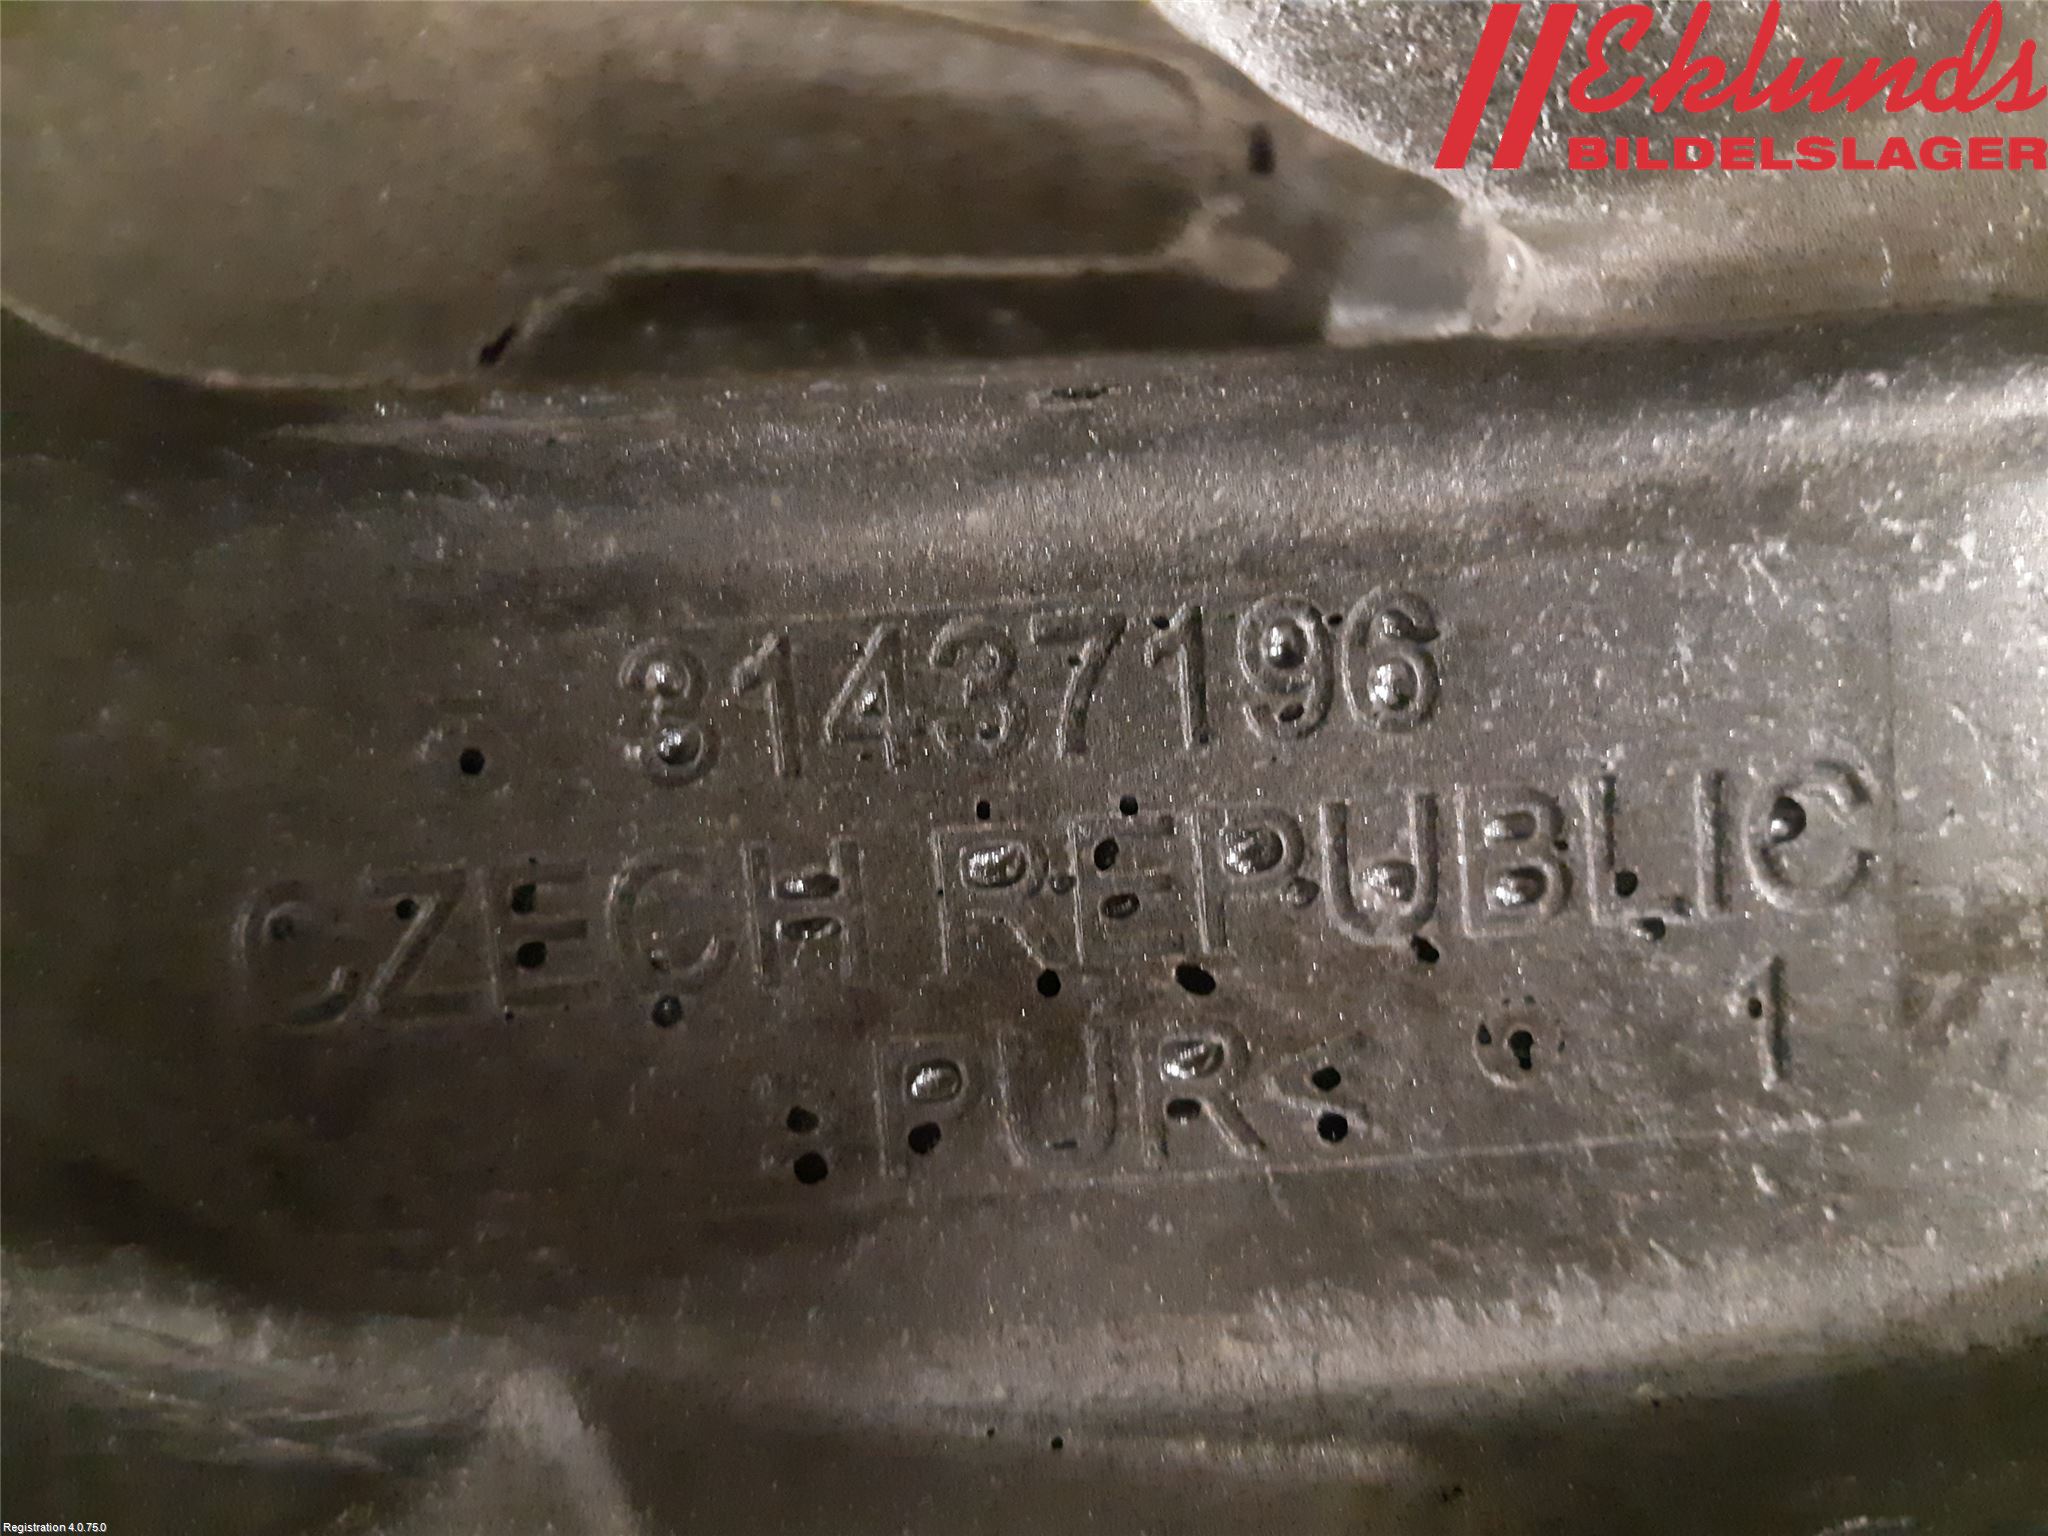 Eklunds
BILDELSLAGER
31437196
CZECH REPUBLIC
PUR< 1
Registration 4.0.75.0